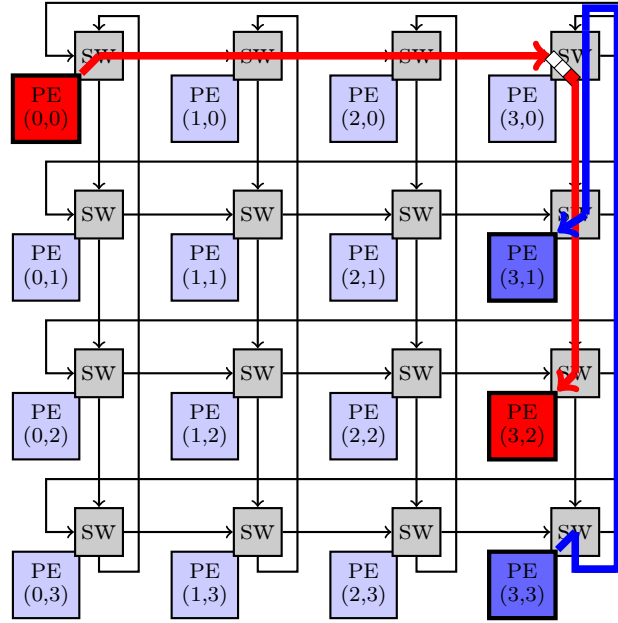 SW SW SW SW
PE PE PE PE
(0,0) (1,0) (2,0) (3,0)
SW SW SW SW
PE PE PE PE
(0,1) (1,1) (2,1) (3,1)
SW SW SW SW
PE PE PE PE
(0,2) (1,2) (2,2) (3,2)
SW SW SW SW
PE PE PE PE
(0,3) (1,3) (2,3) (3,3)